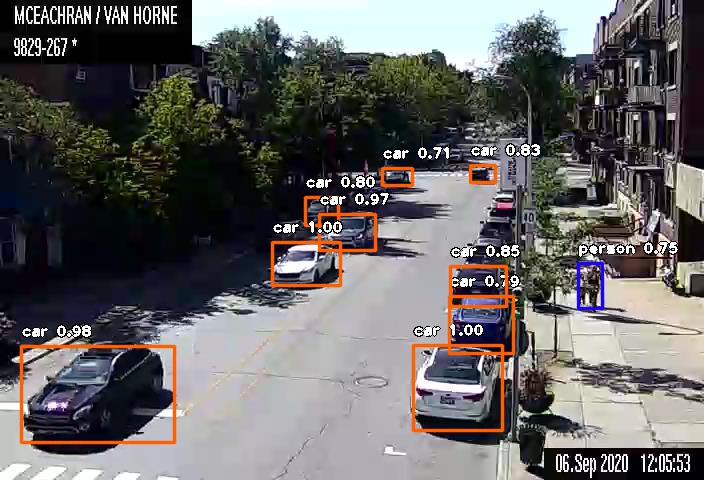 MCEACHRAN / VAN HORNE
9829-267 *
car 0.71
car 0.83
car 0.80
car 0.97
car 1.00
car 0.85
person 0.75
car 0.79
car 0.98
car 1.00
40
06.Sep 2020 12:05:53